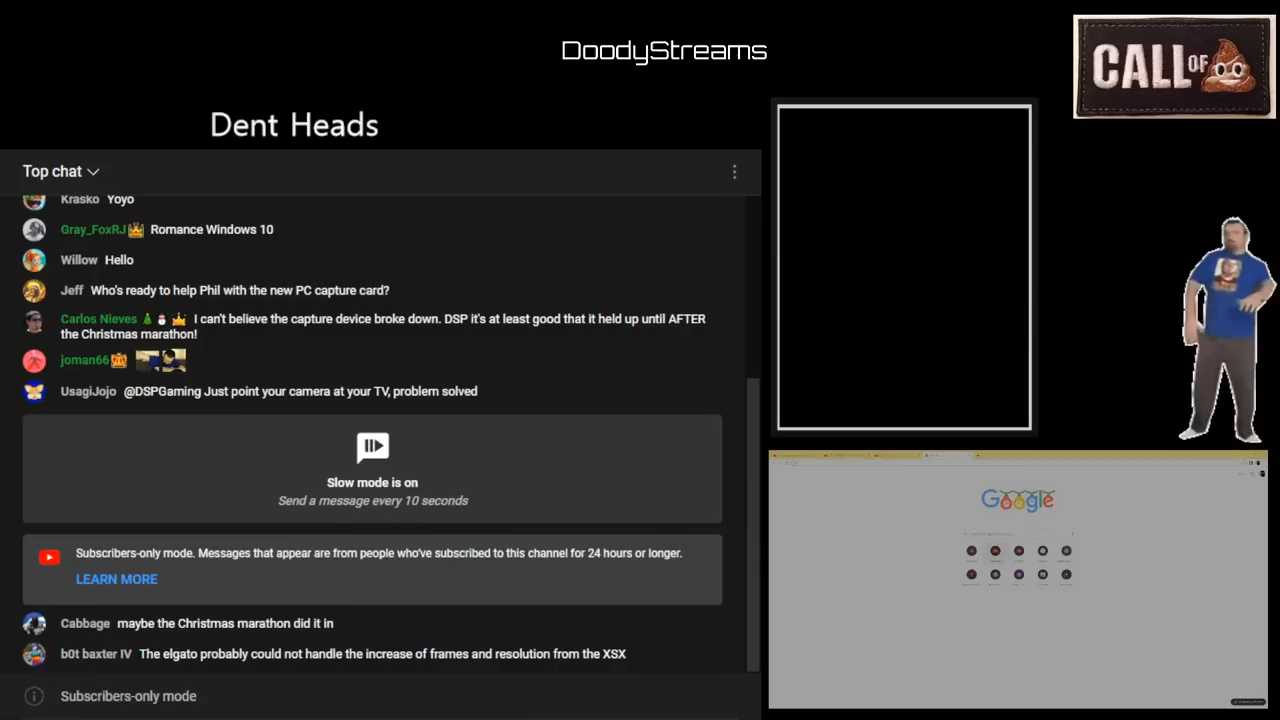 DoodyStreams
CALL OF
Dent Heads
Top chat
Krasko Yoyo
Gray_FoxRJ Romance Windows 10
Willow Hello
Jeff Who's ready to help Phil with the new PC capture card?
Carlos Nieves I can't believe the capture device broke down. DSP it's at least good that it held up until AFTER
the Christmas marathon!
joman66
UsagiJojo @DSPGaming Just point your camera at your TV, problem solved
Slow mode is on
Send a message every 10 seconds
Subscribers-only mode. Messages that appear are from people who've subscribed to this channel for 24 hours or longer.
LEARN MORE
Cabbage maybe the Christmas marathon did it in
b0t baxter IV The elgato probably could not handle the increase of frames and resolution from the XSX
Subscribers-only mode
Google